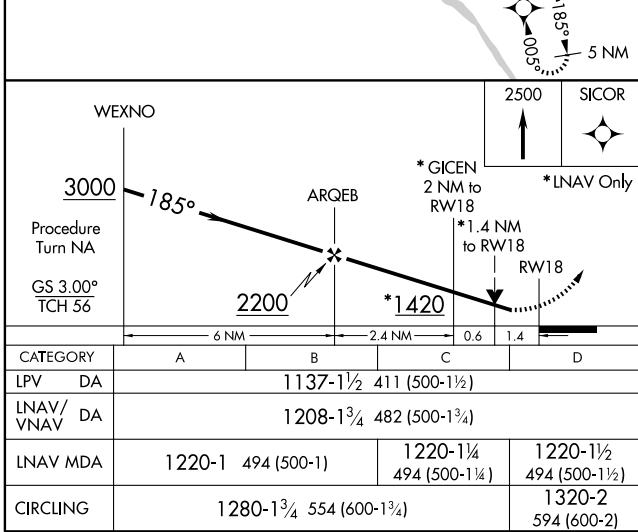 185°
005°
5 NM
2500
SICOR
*LNAV Only
WEXNO
3000
185°
Procedure
Turn NA
GS 3.00°
TCH 56
ARQEB
2200
* GICEN
2 NM to
RW18
*1.4 NM
to RW18
RW18
*1420
6 NM
2.4 NM
0.6
1.4
CATEGORY A B C D
LPV DA 1137-1½ 411 (500-1½)
LNAV/
VNAV DA 1208-1¾ 482 (500-1¾)
LNAV MDA 1220-1 494 (500-1) 1220-1¼ 1220-1½
494 (500-1¼) 494 (500-1½)
CIRCLING 1280-1¾ 554 (600-1¾) 1320-2
594 (600-2)